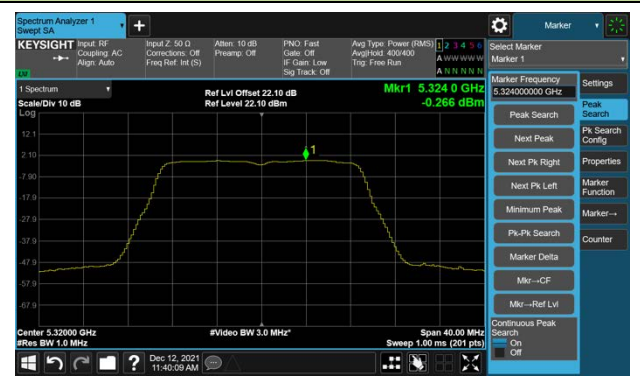 Spectrum Analyzer 1
Swept SA
Marker
KEYSIGHT
Input: RF
Coupling: AC
Align: Auto
Input Z: 50 Ω
Corrections: Off
Freq Ref: Int (S)
Atten: 10 dB
Preamp: Off
PNO: Fast
Gate: Off
IF Gain: Low
Sig Track: Off
Avg Type: Power (RMS)
Avg|Hold: 400/400
Trig: Free Run
1 2 3 4 5 6
A W W W W W
A N N N N N
Select Marker
Marker 1
1 Spectrum
Scale/Div 10 dB
Log
Ref Lvl Offset 22.10 dB
Ref Level 22.10 dBm
Mkr1 5.324 0 GHz
-0.266 dBm
12.1
2.10
-7.90
-17.9
-27.9
-37.9
-47.9
-57.9
-67.9
1
Center 5.32000 GHz
#Res BW 1.0 MHz
#Video BW 3.0 MHz*
Span 40.00 MHz
Sweep 1.00 ms (201 pts)
Marker Frequency
5.324000000 GHz
Peak Search
Next Peak
Next Pk Right
Next Pk Left
Minimum Peak
Pk-Pk Search
Marker Delta
Mkr→CF
Mkr→Ref Lvl
Continuous Peak
Search
On
Off
Settings
Peak
Search
Pk Search
Config
Properties
Marker
Function
Marker→
Counter
Dec 12, 2021
11:40:09 AM